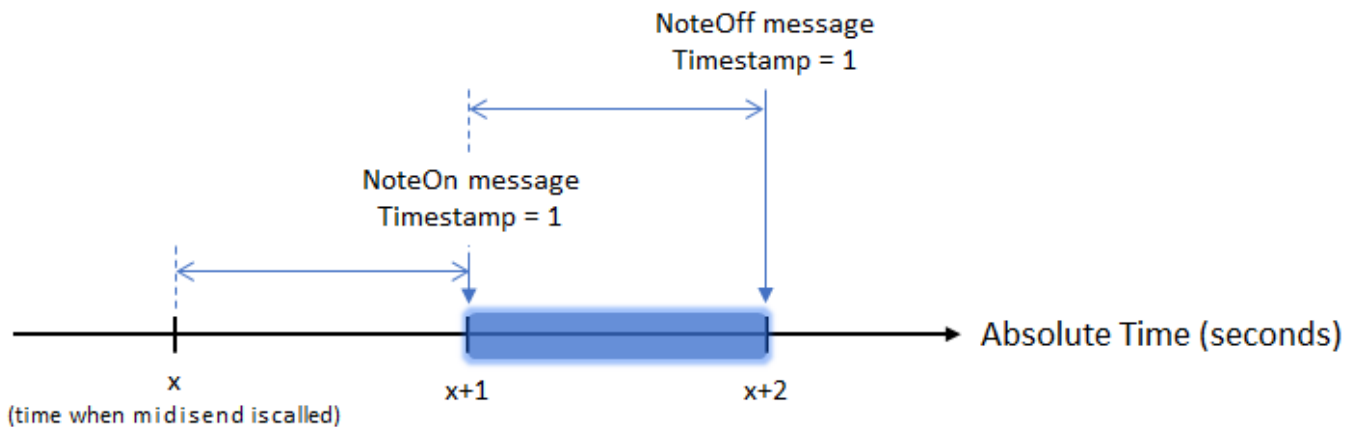 NoteOff message
Timestamp = 1
NoteOn message
Timestamp = 1
Absolute Time (seconds)
x
x+1
x+2
(time when midisend iscalled)